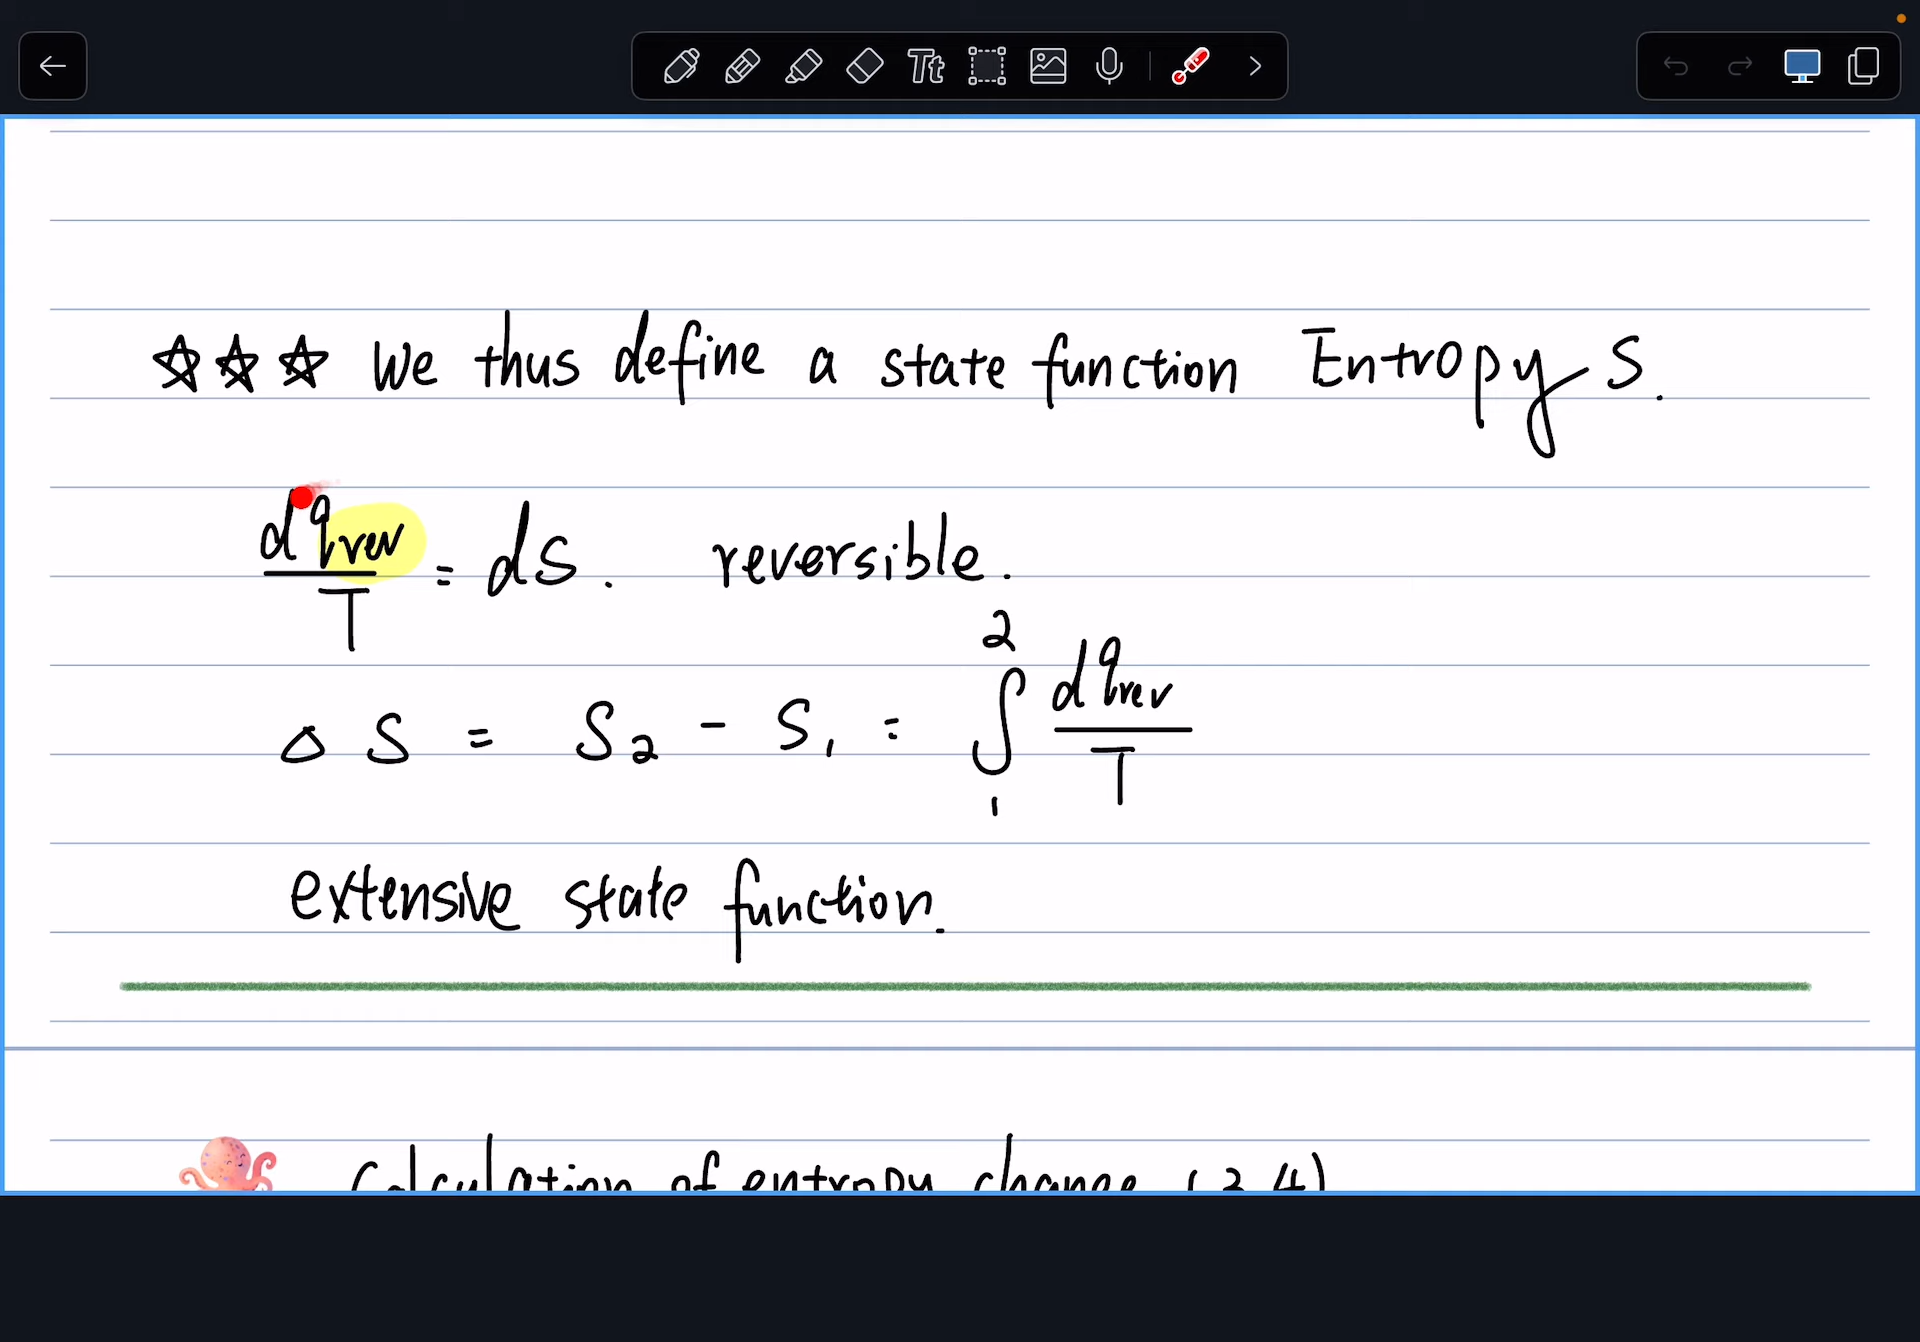 Tt
☆☆☆ We thus define a state function Entropy S.
dqrev/T = dS. reversible.
△S = S₂ - S₁ = ∫₁² dqrev/T
extensive state function.
Calculation of entropy change (3.4)